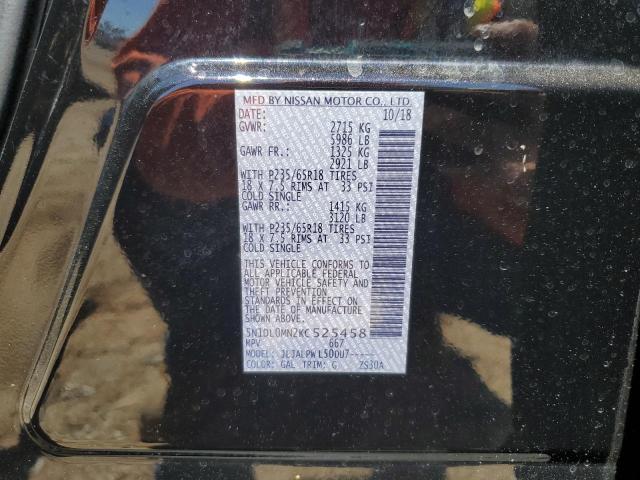 MFD BY NISSAN MOTOR CO., LTD.
DATE: 10/18
GVWR: 2715 KG
5986 LB
GAWR FR.: 1325 KG
2921 LB
WITH P235/65R18 TIRES
18 X 7.5 RIMS AT 33 PSI
COLD SINGLE
GAWR RR.: 1415 KG
3120 LB
WITH P235/65R18 TIRES
18 X 7.5 RIMS AT 33 PSI
COLD SINGLE
THIS VEHICLE CONFORMS TO
ALL APPLICABLE FEDERAL
MOTOR VEHICLE SAFETY AND
THEFT PREVENTION
STANDARDS IN EFFECT ON
THE DATE OF MANUFACTURE
SHOWN ABOVE.
5N1DL0MN2KC525458
MPV 667
MODEL: JLJALPW L50UU7-----
COLOR: GAL TRIM: G ZS30A